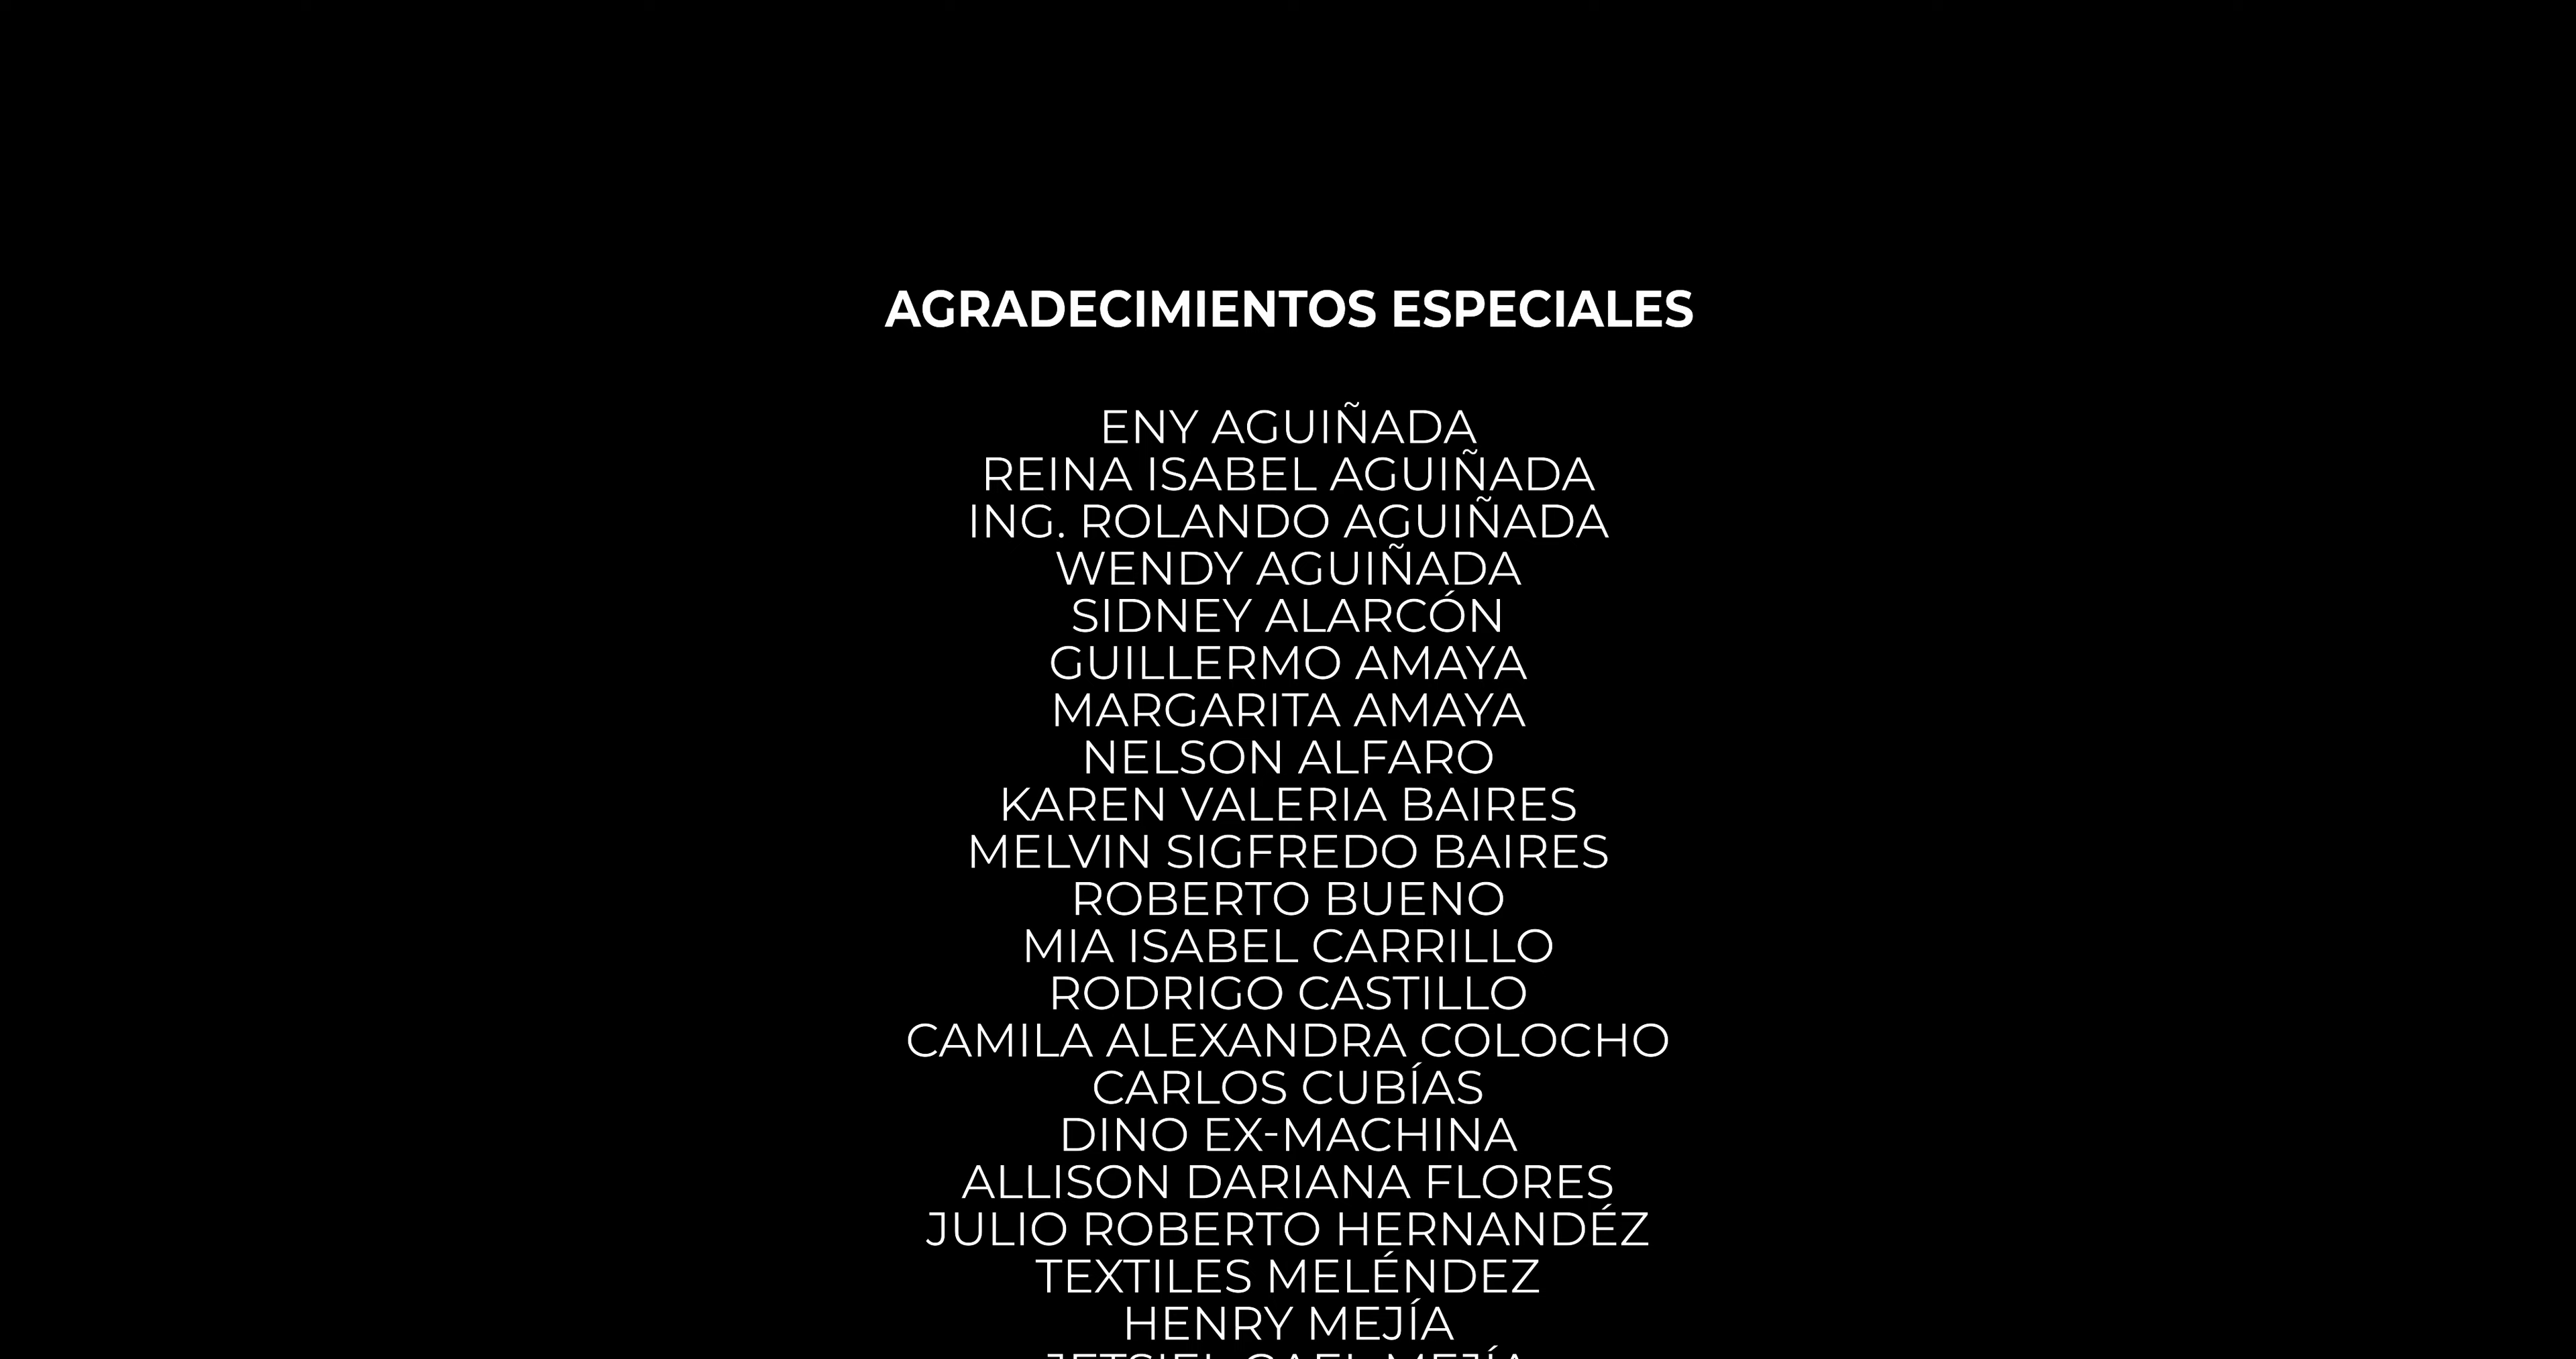 AGRADECIMIENTOS ESPECIALES
ENY AGUIÑADA
REINA ISABEL AGUIÑADA
ING. ROLANDO AGUIÑADA
WENDY AGUIÑADA
SIDNEY ALARCÓN
GUILLERMO AMAYA
MARGARITA AMAYA
NELSON ALFARO
KAREN VALERIA BAIRES
MELVIN SIGFREDO BAIRES
ROBERTO BUENO
MIA ISABEL CARRILLO
RODRIGO CASTILLO
CAMILA ALEXANDRA COLOCHO
CARLOS CUBÍAS
DINO EX-MACHINA
ALLISON DARIANA FLORES
JULIO ROBERTO HERNANDÉZ
TEXTILES MELÉNDEZ
HENRY MEJÍA
MEJÍA